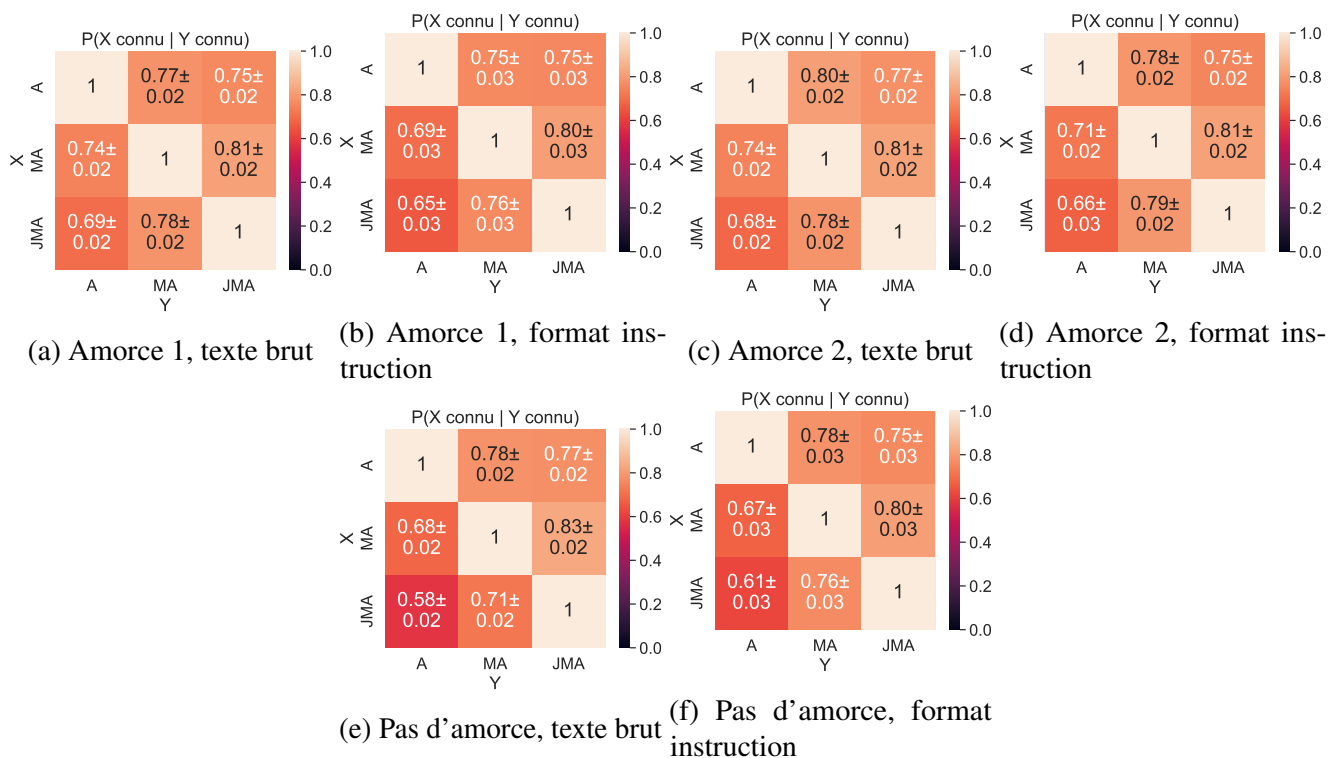 P(X connu | Y connu)
1.0
A
1
0.77±
0.02
0.75±
0.02
0.8
X
MA
0.74±
0.02
1
0.81±
0.02
0.6
0.4
JMA
0.69±
0.02
0.78±
0.02
1
0.2
0.0
A MA JMA
Y
(a) Amorce 1, texte brut
P(X connu | Y connu)
1.0
A
1
0.75±
0.03
0.75±
0.03
0.8
X
MA
0.69±
0.03
1
0.80±
0.03
0.6
0.4
JMA
0.65±
0.03
0.76±
0.03
1
0.2
0.0
A MA JMA
Y
(b) Amorce 1, format ins-
truction
P(X connu | Y connu)
1.0
A
1
0.80±
0.02
0.77±
0.02
0.8
X
MA
0.74±
0.02
1
0.81±
0.02
0.6
0.4
JMA
0.68±
0.02
0.78±
0.02
1
0.2
0.0
A MA JMA
Y
(c) Amorce 2, texte brut
P(X connu | Y connu)
1.0
A
1
0.78±
0.02
0.75±
0.02
0.8
X
MA
0.71±
0.02
1
0.81±
0.02
0.6
0.4
JMA
0.66±
0.03
0.79±
0.02
1
0.2
0.0
A MA JMA
Y
(d) Amorce 2, format ins-
truction
P(X connu | Y connu)
1.0
A
1
0.78±
0.02
0.77±
0.02
0.8
X
MA
0.68±
0.02
1
0.83±
0.02
0.6
0.4
JMA
0.58±
0.02
0.71±
0.02
1
0.2
0.0
A MA JMA
Y
(e) Pas d'amorce, texte brut
P(X connu | Y connu)
1.0
A
1
0.78±
0.03
0.75±
0.03
0.8
X
MA
0.67±
0.03
1
0.80±
0.03
0.6
0.4
JMA
0.61±
0.03
0.76±
0.03
1
0.2
0.0
A MA JMA
Y
(f) Pas d'amorce, format
instruction